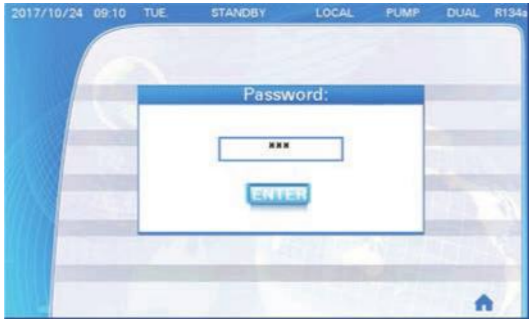 2017/10/24 09:10 TUE. STANDBY LOCAL PUMP DUAL R134a
Password:
***
ENTER